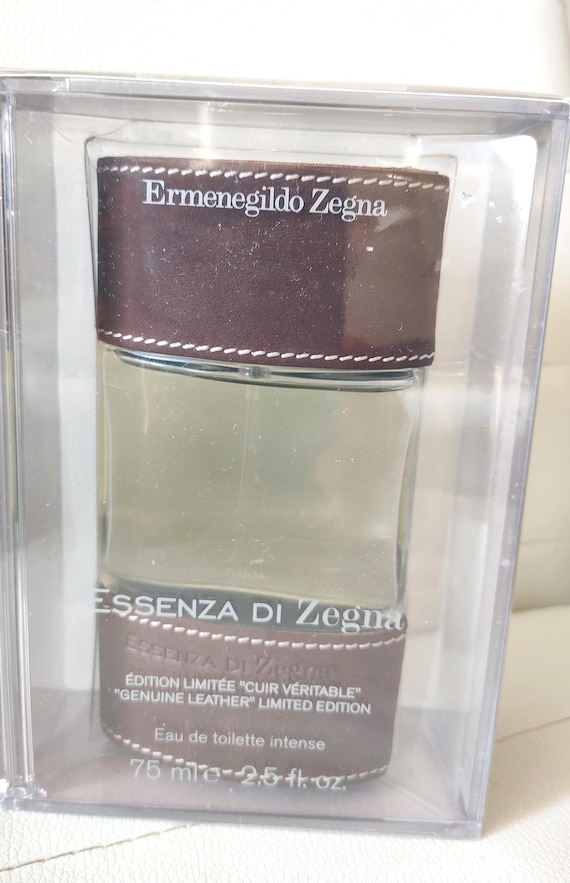 Ermenegildo Zegna
ESSENZA DI Zegna
ESSENZA DI Zegna
ÉDITION LIMITÉE "CUIR VÉRITABLE"
"GENUINE LEATHER" LIMITED EDITION
Eau de toilette intense
75 ml e 2.5 fl. oz.